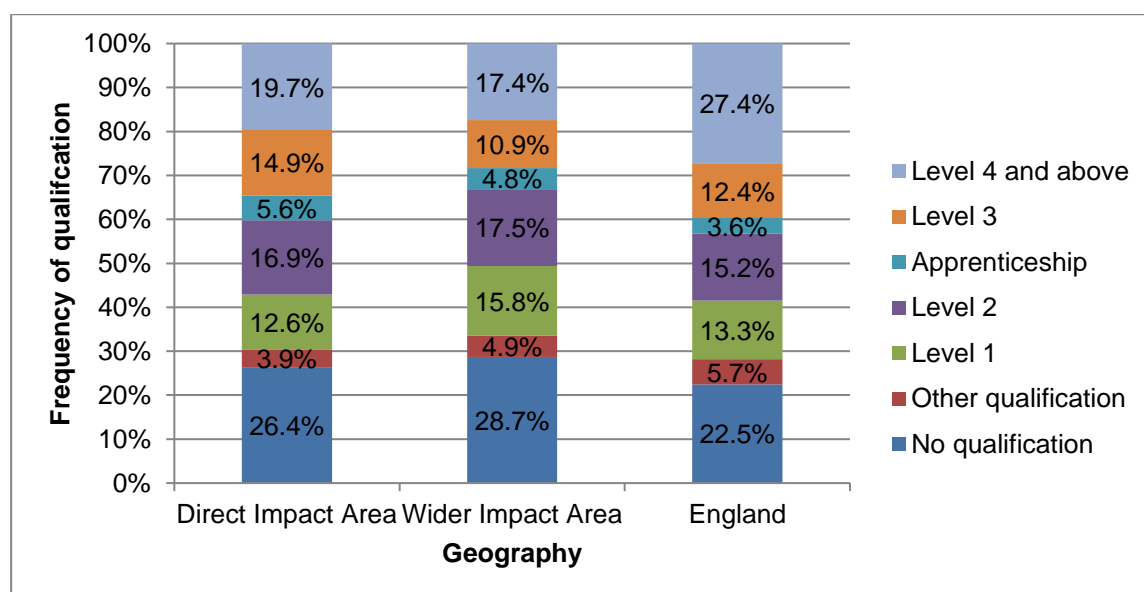 100%
90%
80%
70%
60%
50%
40%
30%
20%
10%
0%
Frequency of qualifcation
19.7%
14.9%
5.6%
16.9%
12.6%
3.9%
26.4%
17.4%
10.9%
4.8%
17.5%
15.8%
4.9%
28.7%
27.4%
12.4%
3.6%
15.2%
13.3%
5.7%
22.5%
Direct Impact Area
Wider Impact Area
England
Geography
Level 4 and above
Level 3
Apprenticeship
Level 2
Level 1
Other qualification
No qualification